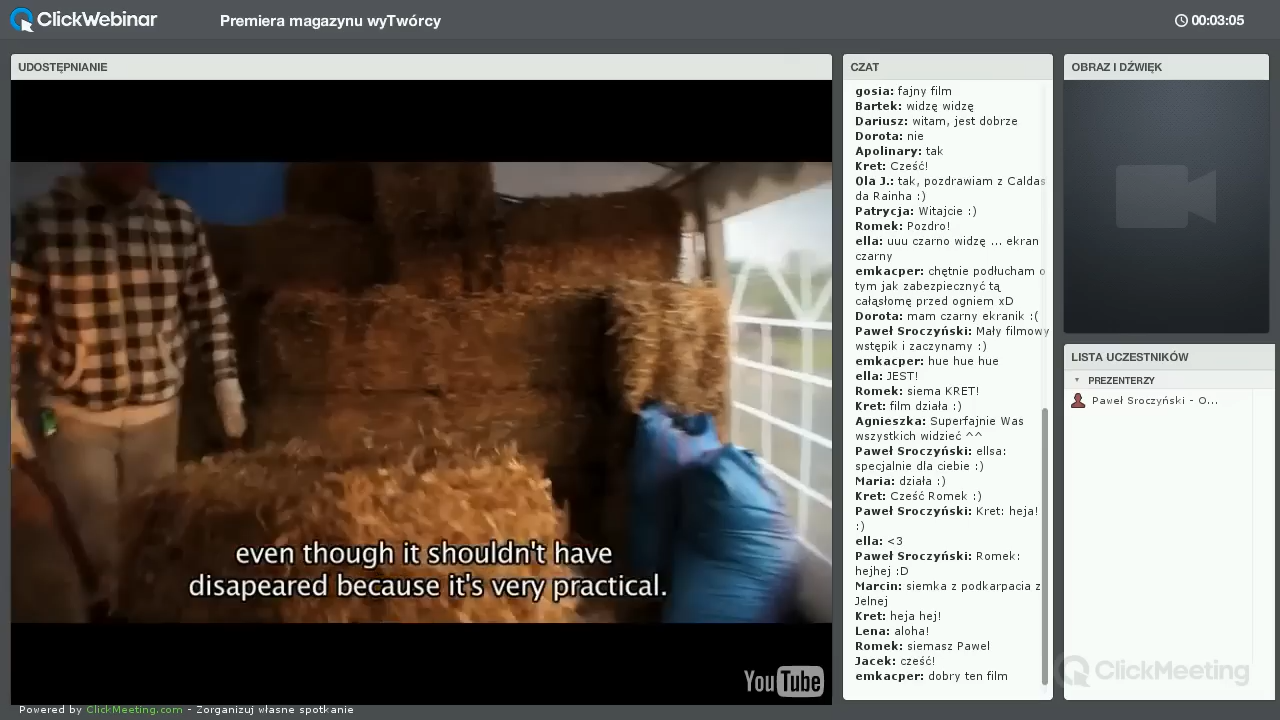 ClickWebinar
Premiera magazynu wyTwórcy
00:03:05
UDOSTĘPNIANIE
even though it shouldn't have
disapeared because it's very practical.
YouTube
CZAT
gosia: fajny film
Bartek: widzę widzę
Dariusz: witam, jest dobrze
Dorota: nie
Apolinary: tak
Kret: Cześć!
Ola J.: tak, pozdrawiam z Caldas
da Rainha :)
Patrycja: Witajcie :)
Romek: Pozdro!
ella: uuu czarno widzę ... ekran
czarny
emkacper: chętnie podłucham o
tym jak zabezpiecznyć tą
całąsłomę przed ogniem xD
Dorota: mam czarny ekranik :(
Paweł Sroczyński: Mały filmowy
wstępik i zaczynamy :)
emkacper: hue hue hue
ella: JEST!
Romek: siema KRET!
Kret: film działa :)
Agnieszka: Superfajnie Was
wszystkich widzieć ^^
Paweł Sroczyński: ellsa:
specjalnie dla ciebie :)
Maria: działa :)
Kret: Cześć Romek :)
Paweł Sroczyński: Kret: heja!
:)
ella: <3
Paweł Sroczyński: Romek:
hejhej :D
Marcin: siemka z podkarpacia z
Jelnej
Kret: heja hej!
Lena: aloha!
Romek: siemasz Pawel
Jacek: cześć!
emkacper: dobry ten film
OBRAZ I DŹWIĘK
LISTA UCZESTNIKÓW
PREZENTERZY
Paweł Sroczyński - O...
ClickMeeting
Powered by ClickMeeting.com - Zorganizuj własne spotkanie